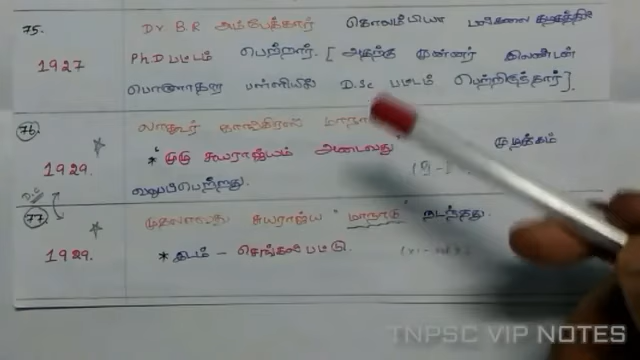 75. Dr B.R அம்பேத்கார் கொலம்பியா பல்கலை கழகத்தில்
1927 Ph.D பட்டம் பெற்றார். [ அதற்கு முன்னர் இலண்டன்
பொருளாதார பள்ளியில் D.Sc பட்டம் பெற்றிருந்தார் ].
76. லாகூர் காங்கிரஸ்
1929. * "முழு சுயராஜ்யம் அடைவது" முழக்கம்
வலுப்பெற்றது.
77. முதலாவது சுயராஜ்ய "மாநாடு" நடந்தது.
1929. * இடம் - செங்கல்பட்டு.
TNPSC VIP NOTES